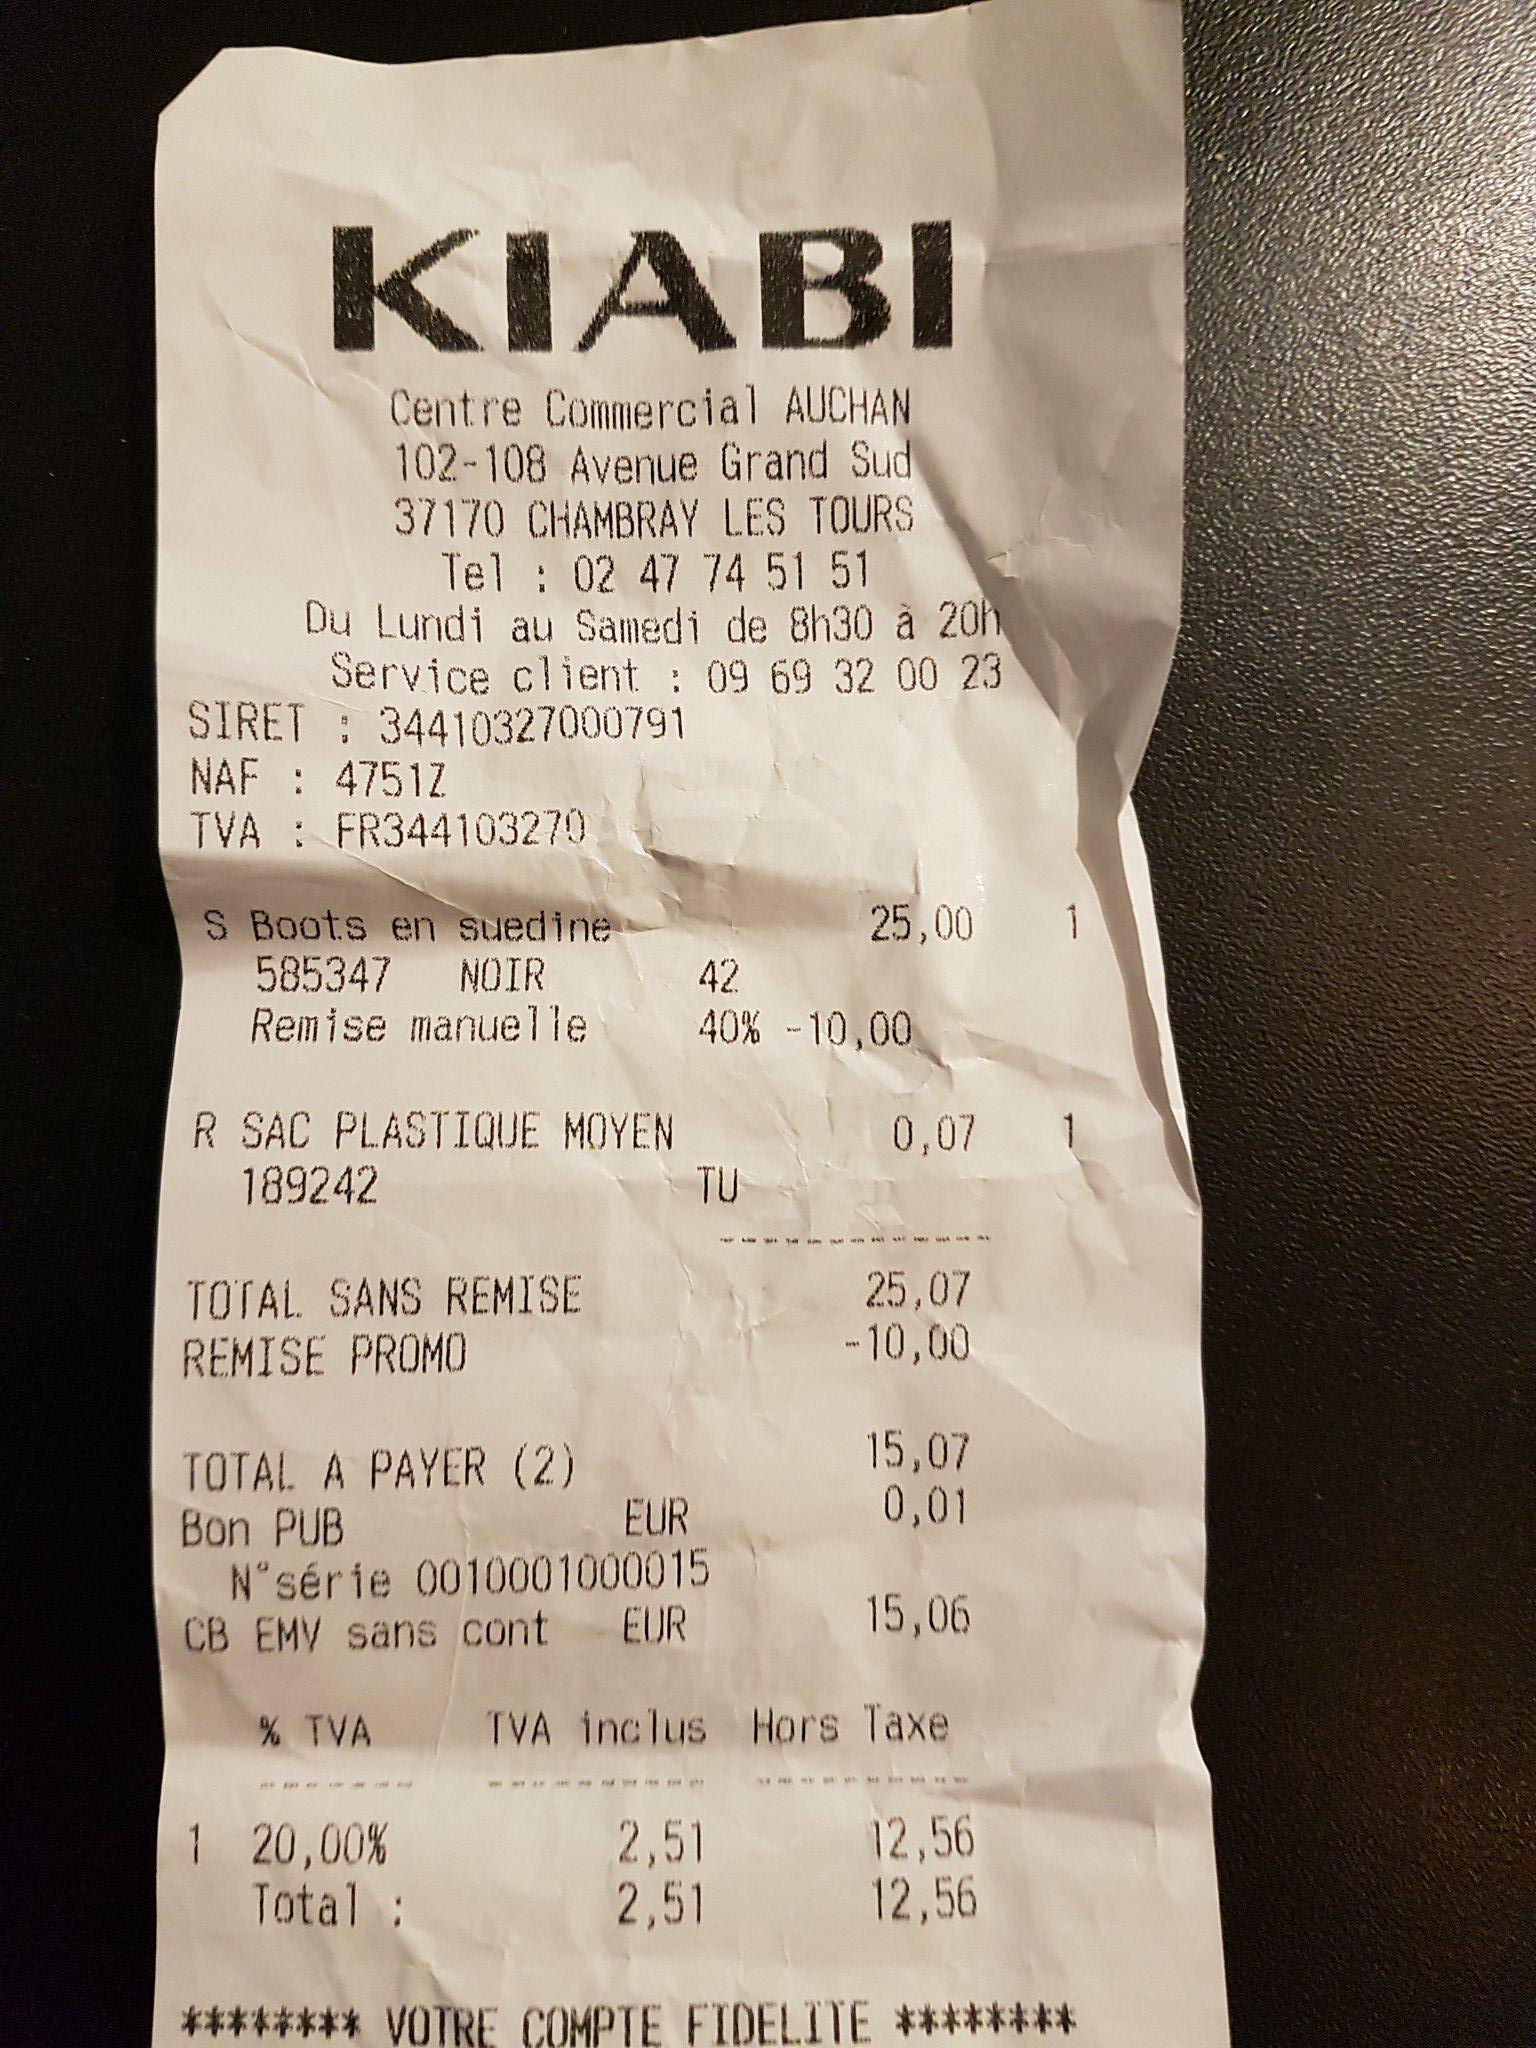 KIABI
Centre Commercial AUCHAN
102-108 Avenue Grand Sud
37170 CHAMBRAY LES TOURS
Tel : 02 47 74 51 51
Du Lundi au Samedi de 8h30 à 20h
Service client : 09 69 32 00 23
SIRET : 34410327000791
NAF : 4751Z
TVA : FR344103270
S Boots en suedine 25,00 1
585347 NOIR 42
Remise manuelle 40% -10,00
R SAC PLASTIQUE MOYEN 0,07 1
189242 TU
TOTAL SANS REMISE 25,07
REMISE PROMO -10,00
TOTAL A PAYER (2) 15,07
Bon PUB EUR 0,01
N°série 0010001000015
CB EMV sans cont EUR 15,06
% TVA TVA inclus Hors Taxe
1 20,00% 2,51 12,56
Total : 2,51 12,56
******** VOTRE COMPTE FIDELITE ********